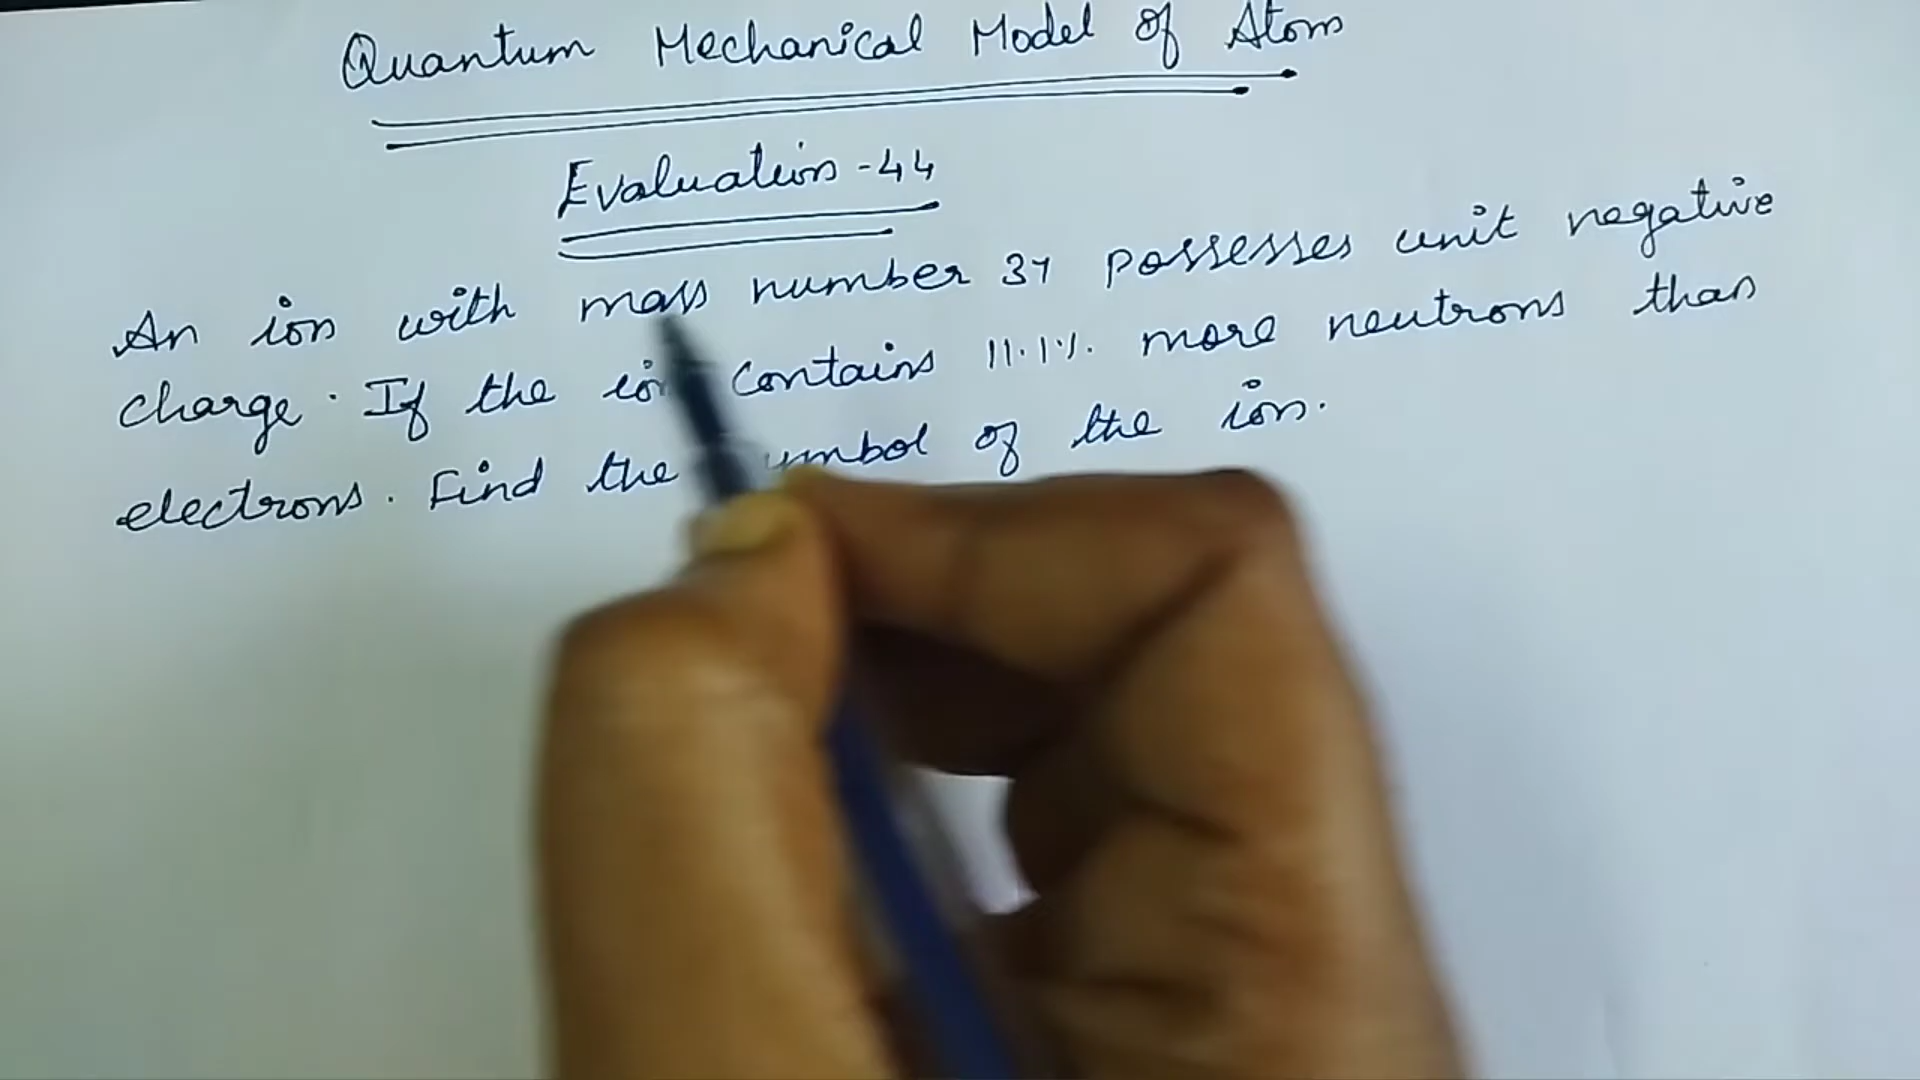 Quantum Mechanical Model of Atom
Evaluation - 44
An ion with mass number 37 possesses unit negative
charge. If the contains 11.1% more neutrons than
electrons. Find the of the ion.